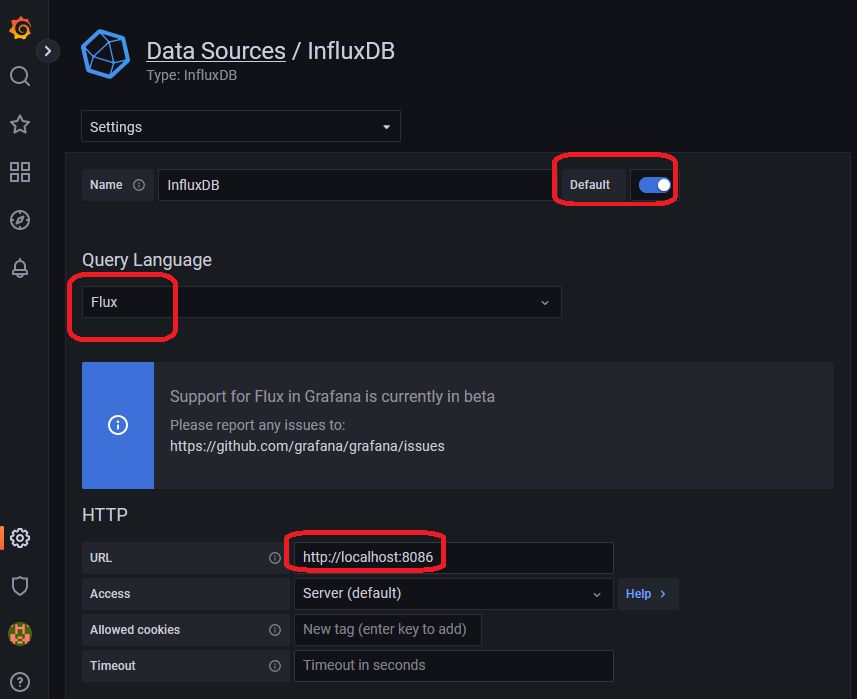 Data Sources / InfluxDB
Type: InfluxDB
Settings
Name InfluxDB Default
Query Language
Flux
Support for Flux in Grafana is currently in beta
Please report any issues to:
https://github.com/grafana/grafana/issues
HTTP
URL http://localhost:8086
Access Server (default) Help
Allowed cookies New tag (enter key to add)
Timeout Timeout in seconds